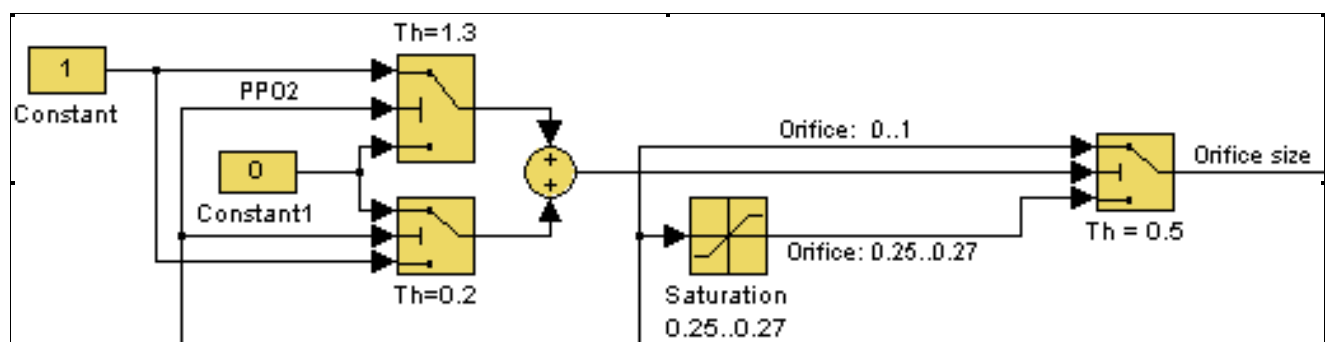 Th=1.3
1
PPO2
Constant
Orifice: 0..1
Orifice size
0
+
+
Constant1
Th = 0.5
Orifice: 0.25..0.27
Th=0.2
Saturation
0.25..0.27